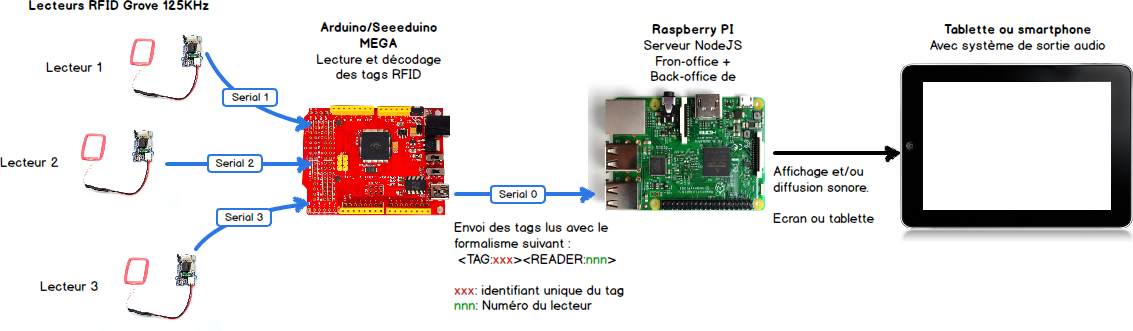 Lecteurs RFID Grove 125KHz
Lecteur 1
Lecteur 2
Lecteur 3
Serial 1
Serial 2
Serial 3
Arduino/Seeeduino
MEGA
Lecture et décodage
des tags RFID
Serial 0
Envoi des tags lus avec le
formalisme suivant :
<TAG:xxx><READER:nnn>
xxx: identifiant unique du tag
nnn: Numéro du lecteur
Raspberry PI
Serveur NodeJS
Fron-office +
Back-office de
Affichage et/ou
diffusion sonore.
Ecran ou tablette
Tablette ou smartphone
Avec système de sortie audio